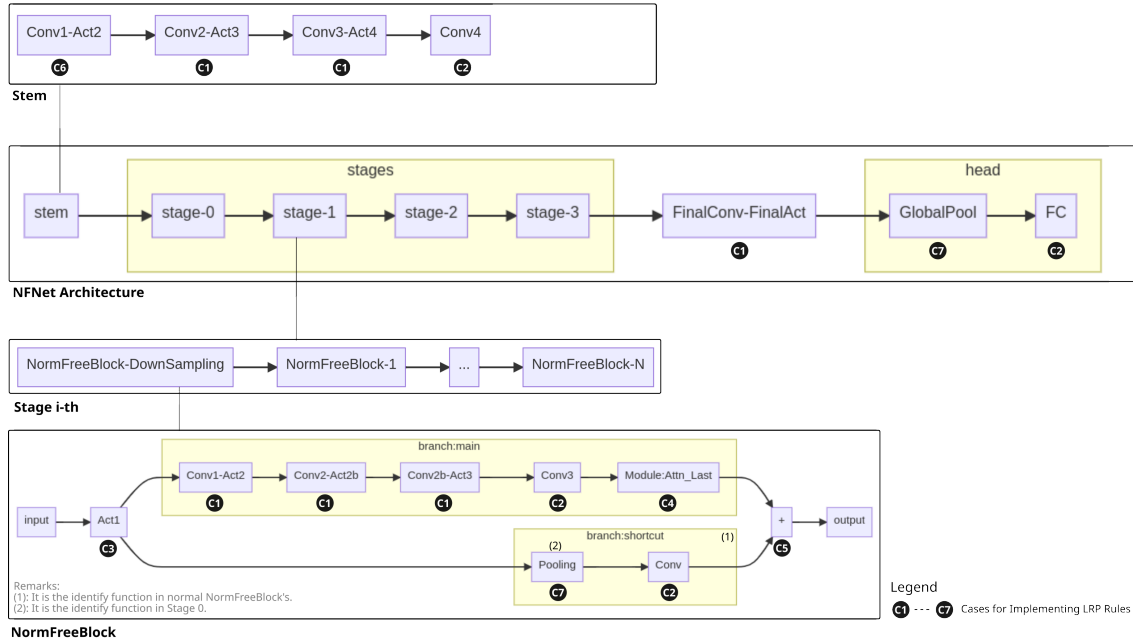 Conv1-Act2 Conv2-Act3 Conv3-Act4 Conv4
C6 C1 C1 C2
Stem
stages head
stem stage-0 stage-1 stage-2 stage-3 FinalConv-FinalAct GlobalPool FC
C1 C7 C2
NFNet Architecture
NormFreeBlock-DownSampling NormFreeBlock-1 ... NormFreeBlock-N
Stage i-th
branch:main
Conv1-Act2 Conv2-Act2b Conv2b-Act3 Conv3 Module:Attn_Last
C1 C1 C1 C2 C4
input Act1 + output
C3 C5
branch:shortcut (1)
(2)
Pooling Conv
C7 C2
Remarks:
(1): It is the identify function in normal NormFreeBlock's.
(2): It is the identify function in Stage 0.
NormFreeBlock
Legend
C1 --- C7 Cases for Implementing LRP Rules